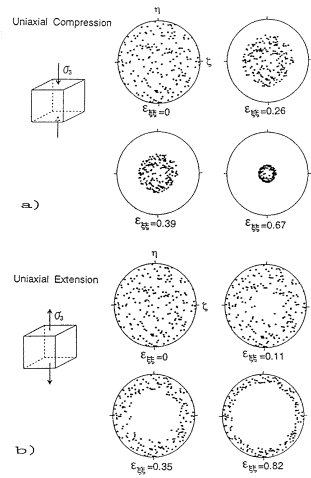 Uniaxial Compression
η
σ₃
ζ
ε_ξξ=0
ε_ξξ=0.26
ε_ξξ=0.39
ε_ξξ=0.67
a)
Uniaxial Extension
η
σ₃
ζ
ε_ξξ=0
ε_ξξ=0.11
ε_ξξ=0.35
ε_ξξ=0.82
b)